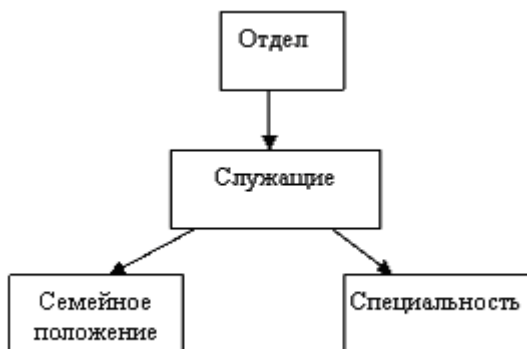 Отдел
Служащие
Семейное
положение
Специальность